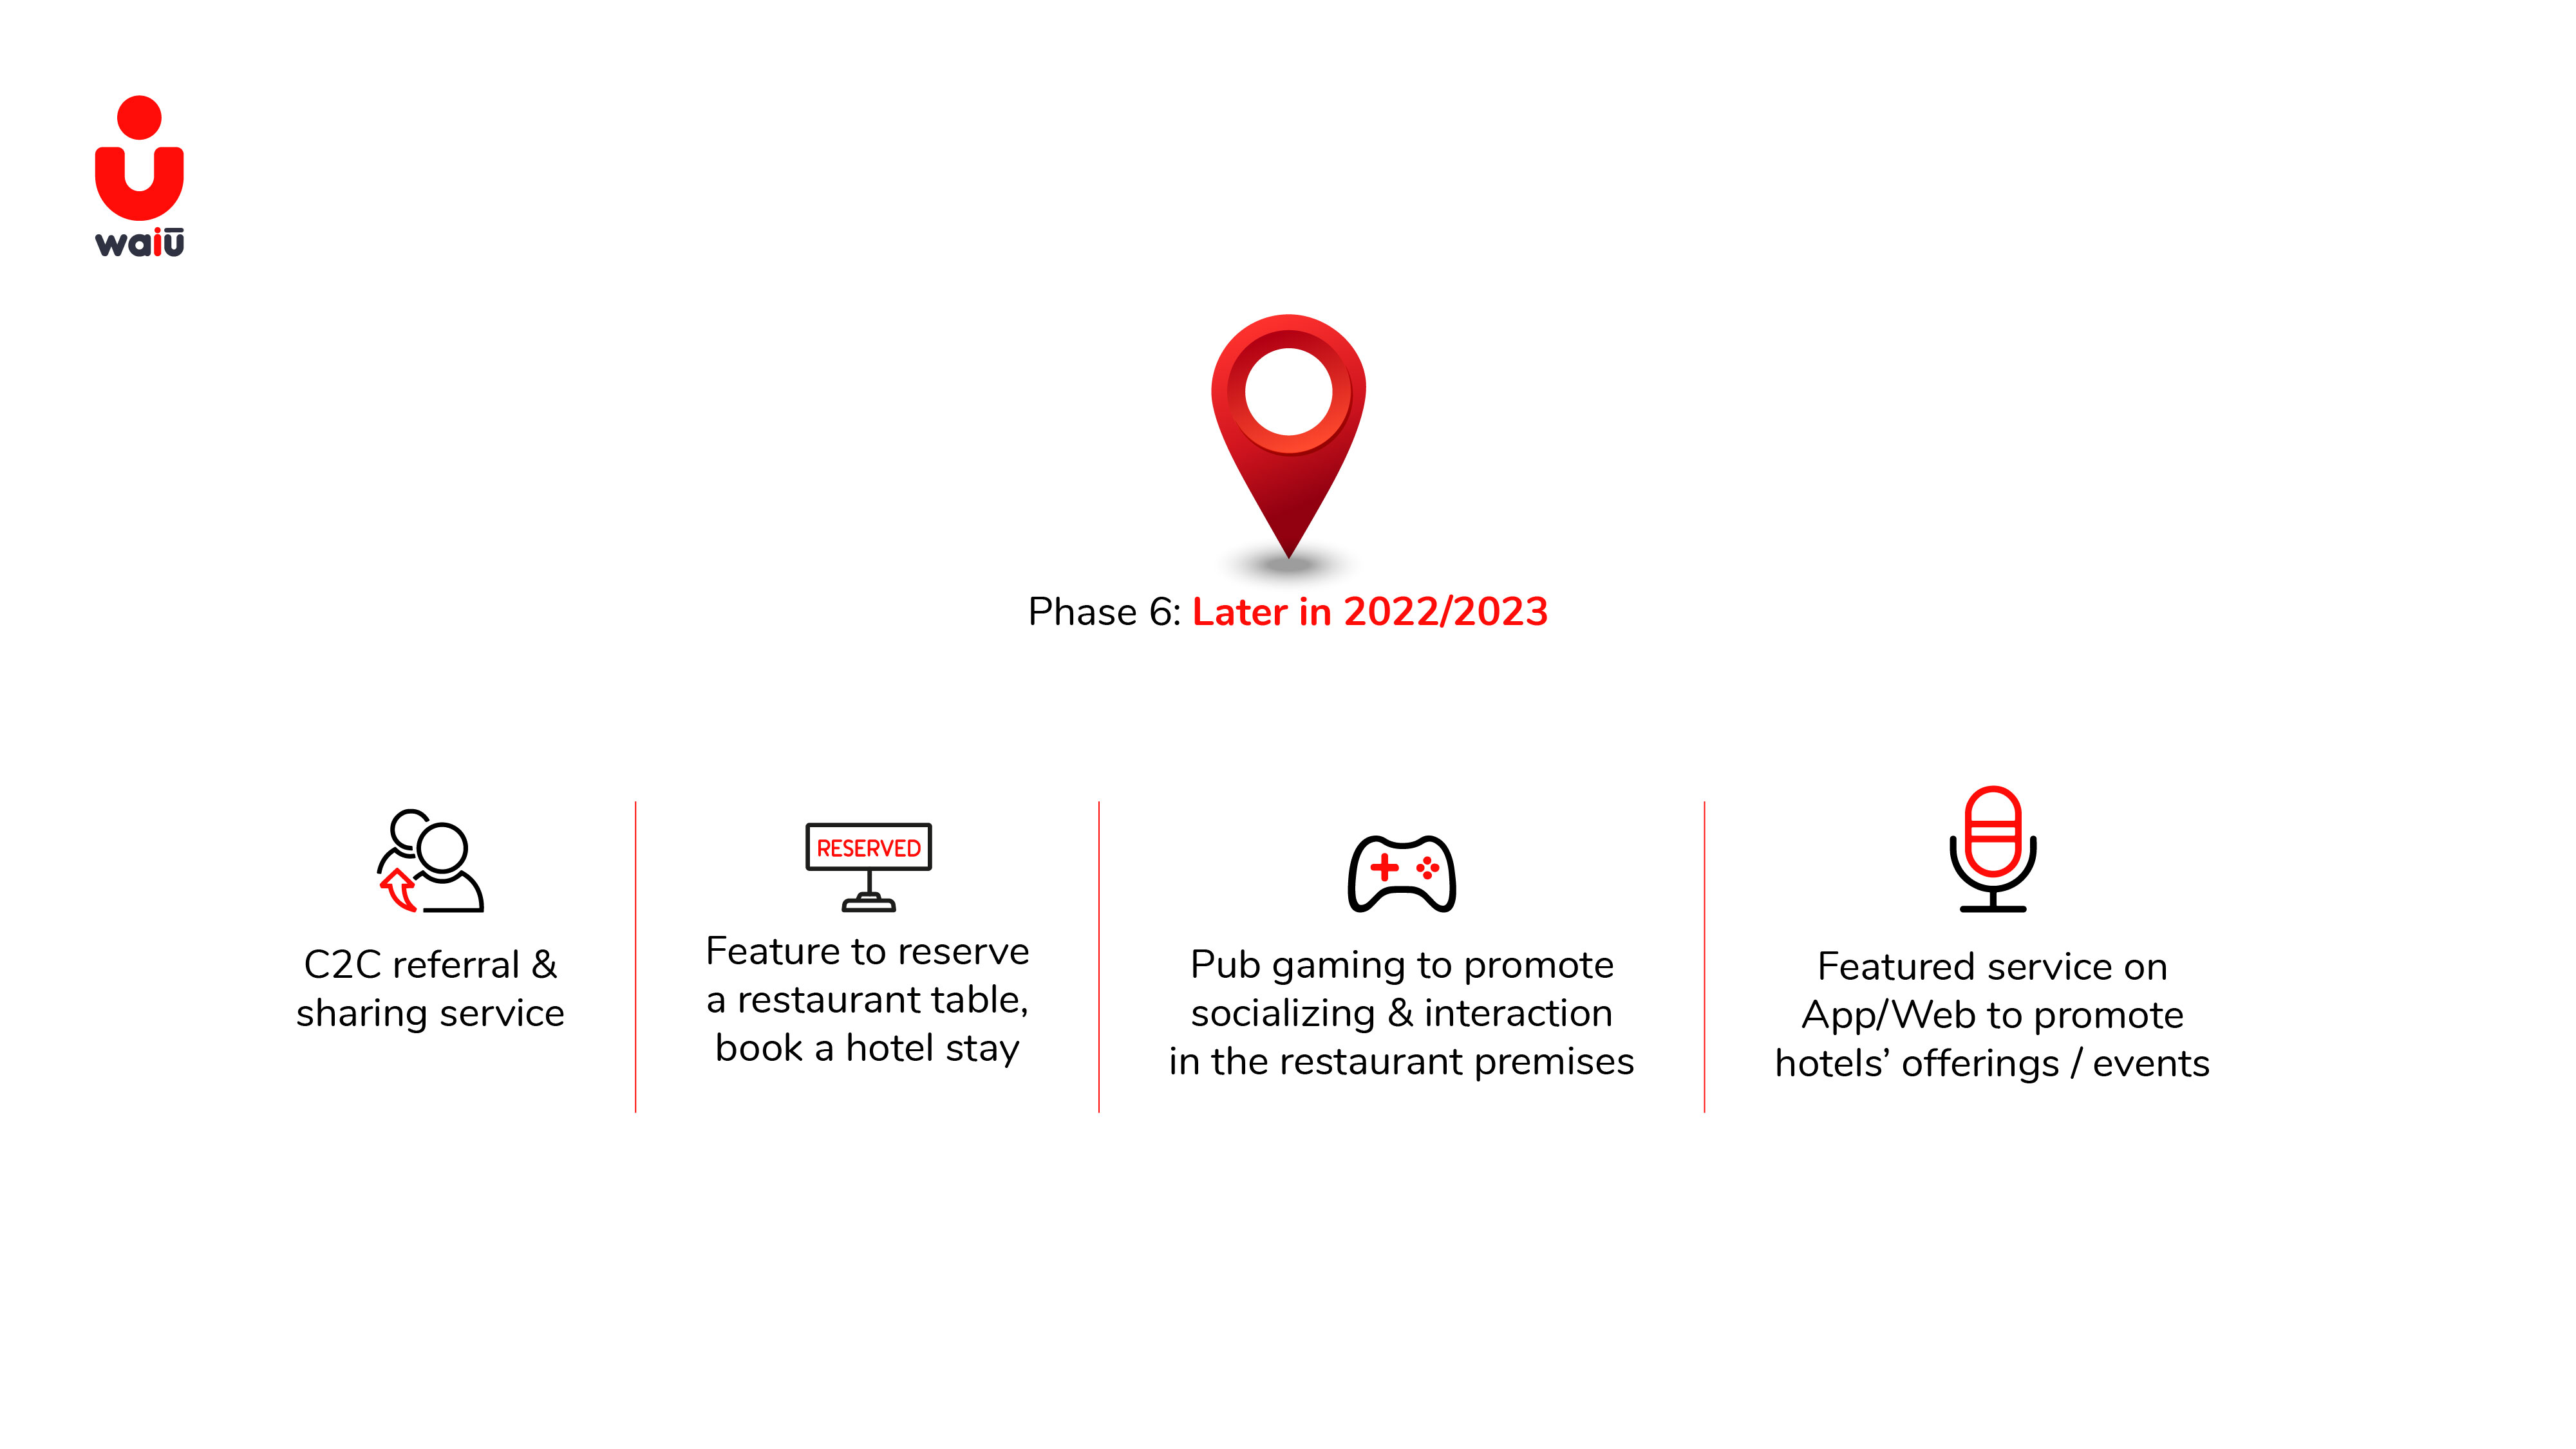 waiū
Phase 6: Later in 2022/2023
RESERVED
C2C referral &
sharing service
Feature to reserve
a restaurant table,
book a hotel stay
Pub gaming to promote
socializing & interaction
in the restaurant premises
Featured service on
App/Web to promote
hotels’ offerings / events